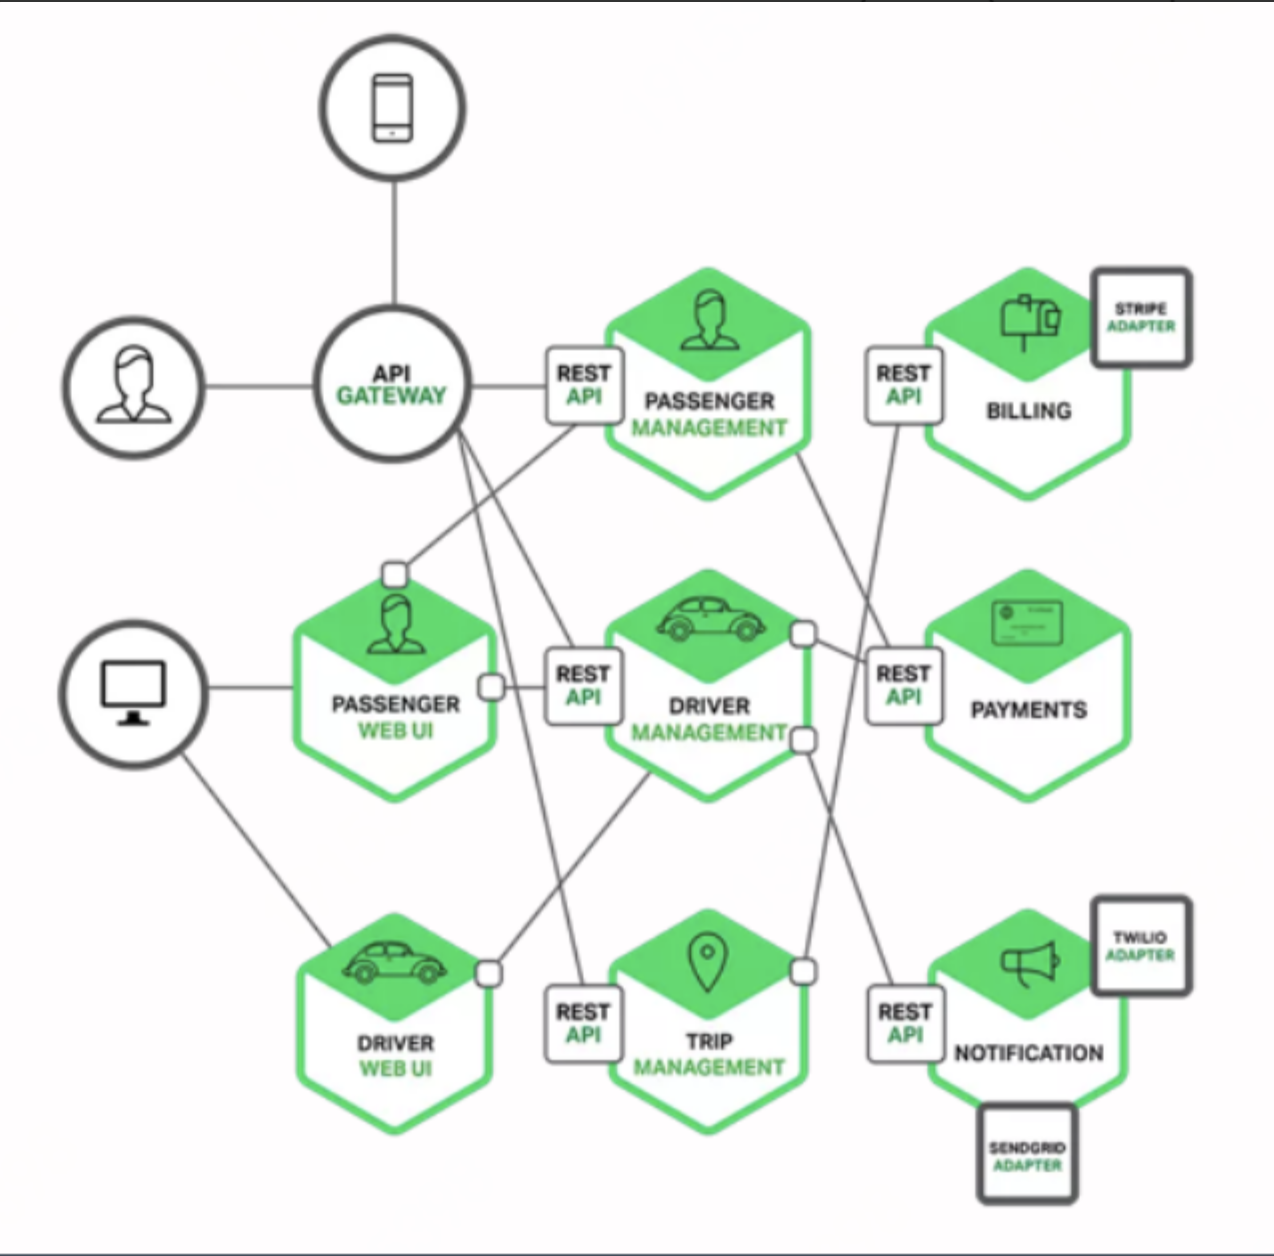 API
GATEWAY
REST
API
PASSENGER
MANAGEMENT
REST
API
BILLING
STRIPE
ADAPTER
PASSENGER
WEB UI
REST
API
DRIVER
MANAGEMENT
REST
API
PAYMENTS
DRIVER
WEB UI
REST
API
TRIP
MANAGEMENT
REST
API
NOTIFICATION
TWILIO
ADAPTER
SENDGRID
ADAPTER